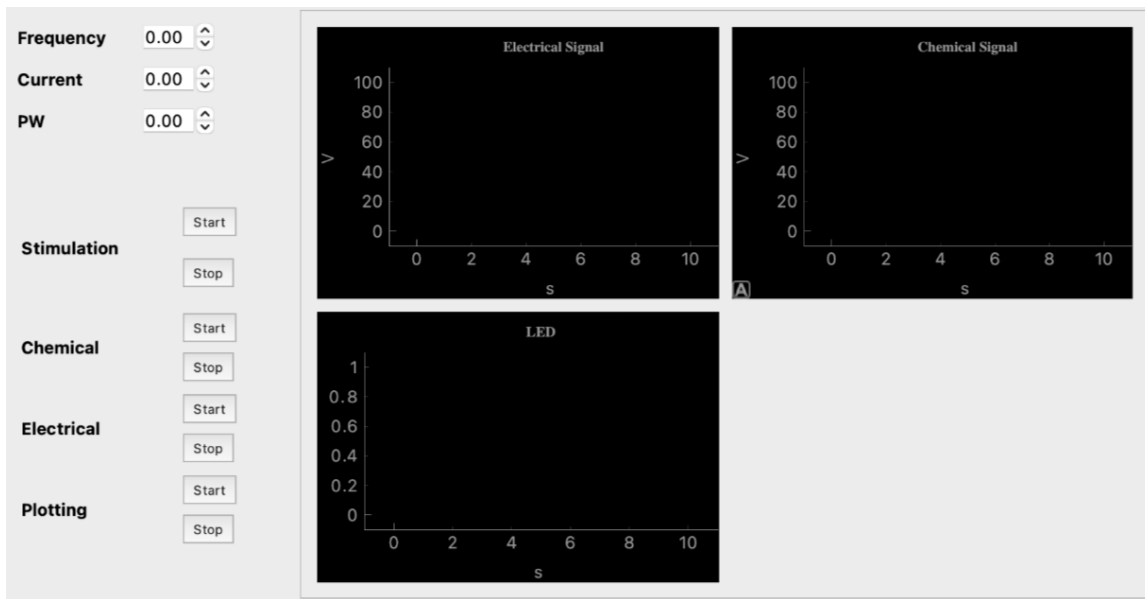 Frequency 0.00
Current 0.00
PW 0.00
Start
Stimulation
Stop
Start
Chemical
Stop
Start
Electrical
Stop
Start
Plotting
Stop
Electrical Signal
100
80
60
40
20
0
V
0 2 4 6 8 10
s
Chemical Signal
100
80
60
40
20
0
V
0 2 4 6 8 10
s
A
LED
1
0.8
0.6
0.4
0.2
0
0 2 4 6 8 10
s